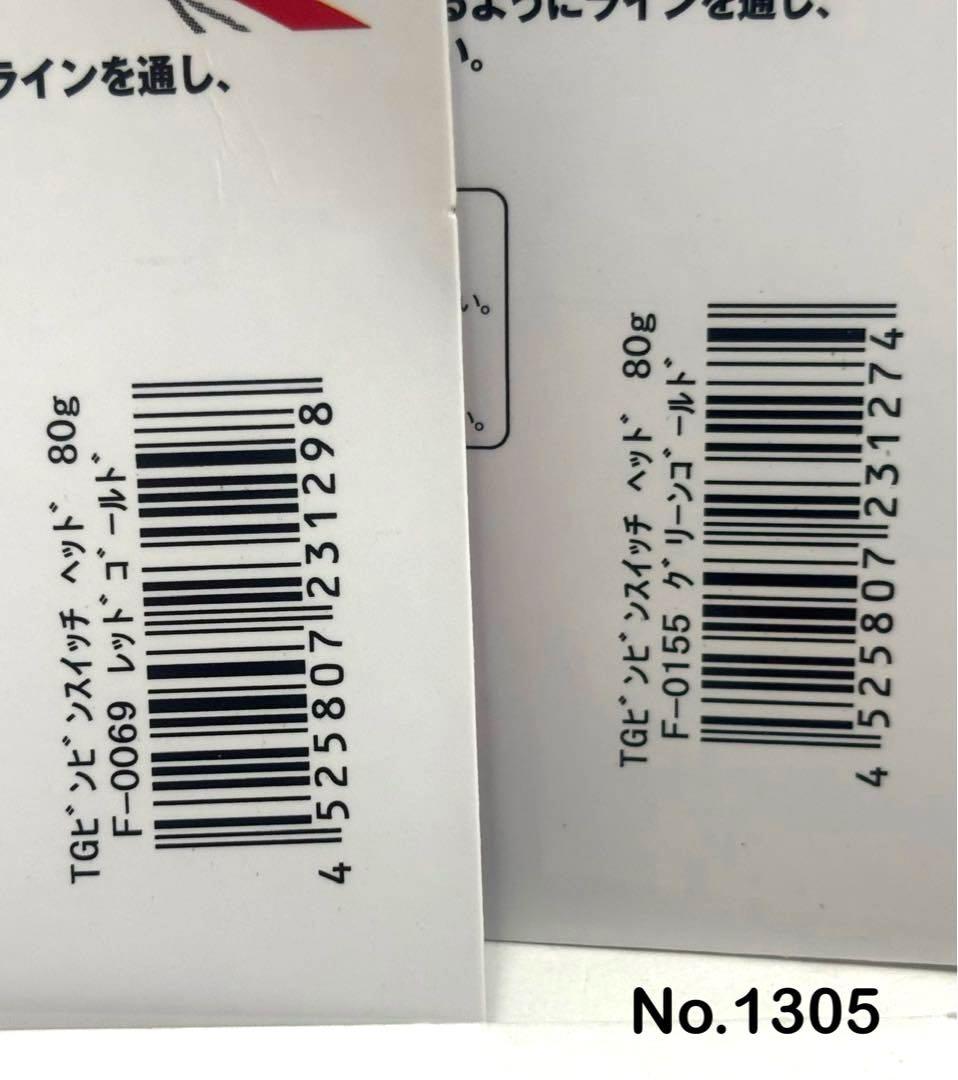 ラインを通し、
るようにラインを通し、
い。
い。
い。
TGビンビンスイッチ ヘッド 80g
F-0069 レッドゴールド
4 525807 231298
TGビンビンスイッチ ヘッド 80g
F-0155 グリーンゴールド
4 525807 231274
No.1305